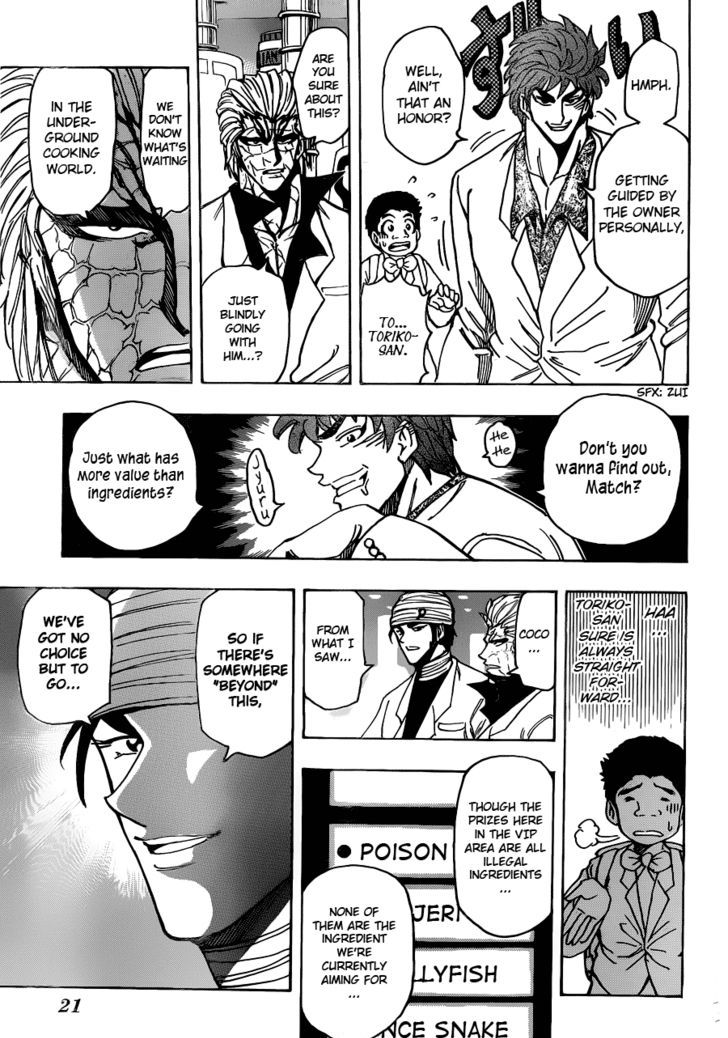 HMPH.
GETTING
GUIDED BY
THE OWNER
PERSONALLY,
ずい
WELL,
AIN'T
THAT AN
HONOR?
TO...
TORIKO-
SAN.
SFX: ZUI
ARE
YOU
SURE
ABOUT
THIS?
JUST
BLINDLY
GOING
WITH
HIM...?
WE
DON'T
KNOW
WHAT'S
WAITING
IN THE
UNDER-
GROUND
COOKING
WORLD.
Don't you
wanna find out,
Match?
He
He
Jyuru
Just what has
more value than
ingredients?
HAA
...
TORIKO-
SAN
SURE IS
ALWAYS
STRAIGHT
FOR-
WARD...
COCO
...
FROM
WHAT I
SAW...
THOUGH THE
PRIZES HERE
IN THE VIP
AREA ARE ALL
ILLEGAL
INGREDIENTS
...
● POISON
JER
LLYFISH
NCE SNAKE
NONE OF
THEM ARE THE
INGREDIENT
WE'RE
CURRENTLY
AIMING FOR
...
SO IF
THERE'S
SOMEWHERE
"BEYOND"
THIS,
WE'VE
GOT NO
CHOICE
BUT TO
GO...
21